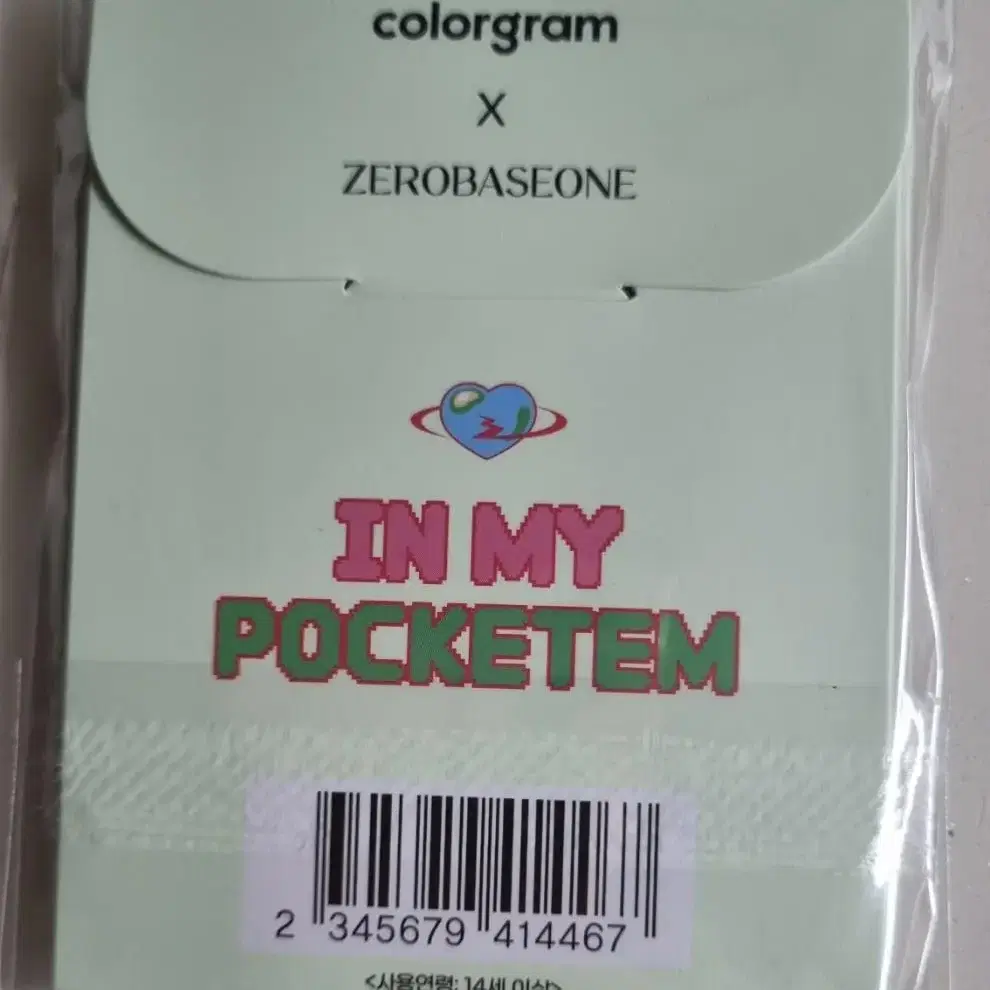 colorgram
X
ZEROBASEONE
IN MY
POCKETEM
2 345679 414467
<사용연령: 14세 이상>